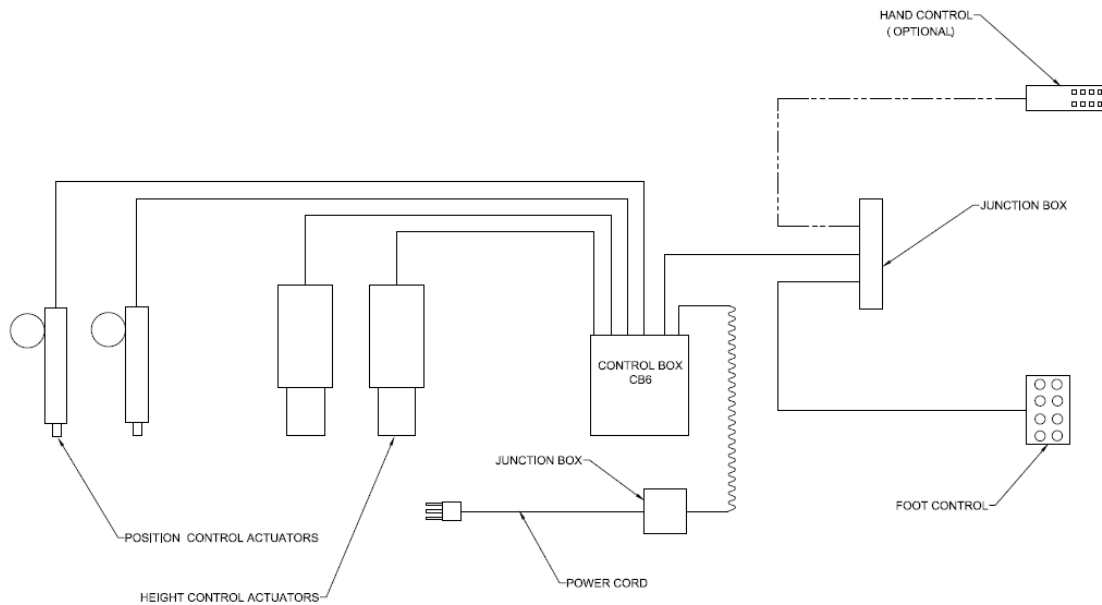 HAND CONTROL
( OPTIONAL)
JUNCTION BOX
CONTROL BOX
CB6
JUNCTION BOX
FOOT CONTROL
POSITION CONTROL ACTUATORS
POWER CORD
HEIGHT CONTROL ACTUATORS